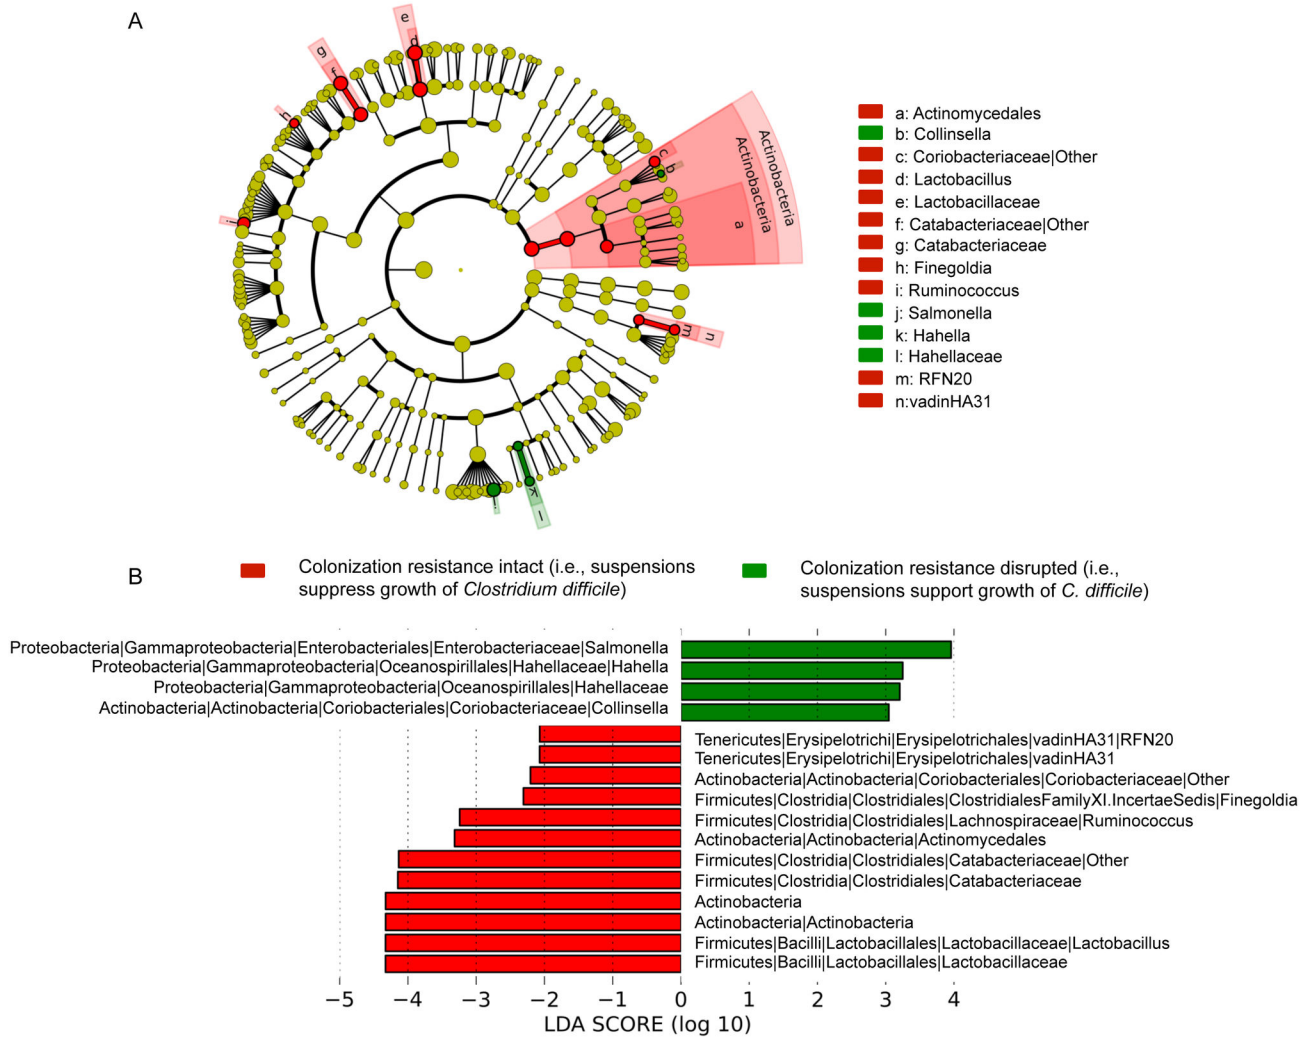 A
e
d
g
f
h
i
c
b
a
Actinobacteria
Actinobacteria
m
n
j
k
l
a: Actinomycedales
b: Collinsella
c: Coriobacteriaceae|Other
d: Lactobacillus
e: Lactobacillaceae
f: Catabacteriaceae|Other
g: Catabacteriaceae
h: Finegoldia
i: Ruminococcus
j: Salmonella
k: Hahella
l: Hahellaceae
m: RFN20
n:vadinHA31
B
Colonization resistance intact (i.e., suspensions
suppress growth of Clostridium difficile)
Colonization resistance disrupted (i.e.,
suspensions support growth of C. difficile)
Proteobacteria|Gammaproteobacteria|Enterobacteriales|Enterobacteriaceae|Salmonella
Proteobacteria|Gammaproteobacteria|Oceanospirillales|Hahellaceae|Hahella
Proteobacteria|Gammaproteobacteria|Oceanospirillales|Hahellaceae
Actinobacteria|Actinobacteria|Coriobacteriales|Coriobacteriaceae|Collinsella
Tenericutes|Erysipelotrichi|Erysipelotrichales|vadinHA31|RFN20
Tenericutes|Erysipelotrichi|Erysipelotrichales|vadinHA31
Actinobacteria|Actinobacteria|Coriobacteriales|Coriobacteriaceae|Other
Firmicutes|Clostridia|Clostridiales|ClostridialesFamilyXI.IncertaeSedis|Finegoldia
Firmicutes|Clostridia|Clostridiales|Lachnospiraceae|Ruminococcus
Actinobacteria|Actinobacteria|Actinomycedales
Firmicutes|Clostridia|Clostridiales|Catabacteriaceae|Other
Firmicutes|Clostridia|Clostridiales|Catabacteriaceae
Actinobacteria
Actinobacteria|Actinobacteria
Firmicutes|Bacilli|Lactobacillales|Lactobacillaceae|Lactobacillus
Firmicutes|Bacilli|Lactobacillales|Lactobacillaceae
−5 −4 −3 −2 −1 0 1 2 3 4
LDA SCORE (log 10)